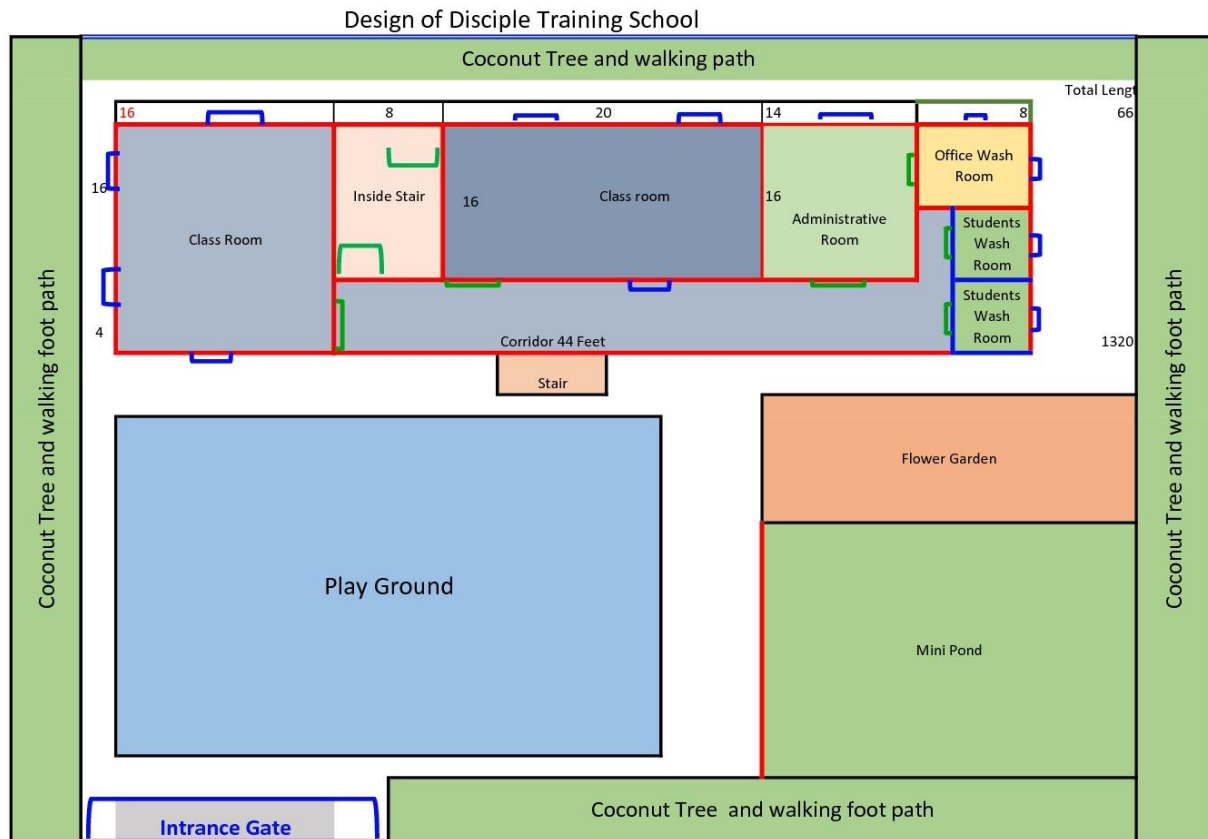 Design of Disciple Training School
Coconut Tree and walking path
Total Lengt
16
8
20
14
8
66
Office Wash
Room
16
Inside Stair
16
Class room
16
Administrative
Room
Class Room
Students
Wash
Room
Students
Wash
Room
4
Corridor 44 Feet
1320
Stair
Flower Garden
Play Ground
Mini Pond
Coconut Tree and walking foot path
Coconut Tree and walking foot path
Coconut Tree and walking foot path
Intrance Gate